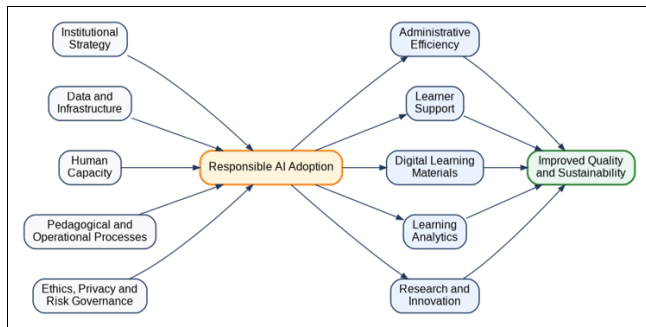 Institutional
Strategy
Data and
Infrastructure
Human
Capacity
Pedagogical and
Operational Processes
Ethics, Privacy and
Risk Governance
Responsible AI Adoption
Administrative
Efficiency
Learner
Support
Digital Learning
Materials
Learning
Analytics
Research and
Innovation
Improved Quality
and Sustainability